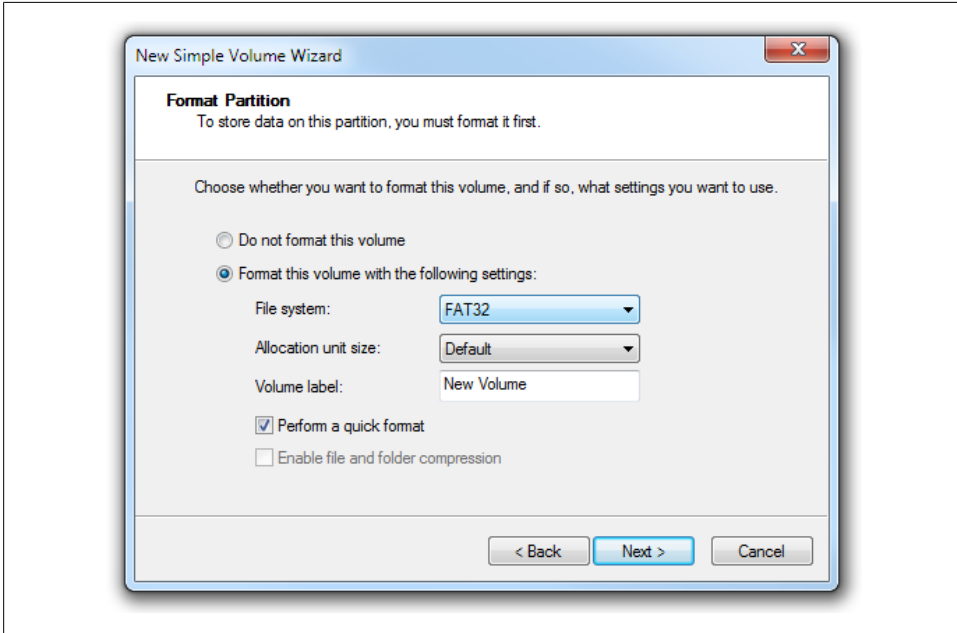 New Simple Volume Wizard
Format Partition
To store data on this partition, you must format it first.
Choose whether you want to format this volume, and if so, what settings you want to use.
Do not format this volume
Format this volume with the following settings:
File system: FAT32
Allocation unit size: Default
Volume label: New Volume
Perform a quick format
Enable file and folder compression
< Back Next > Cancel